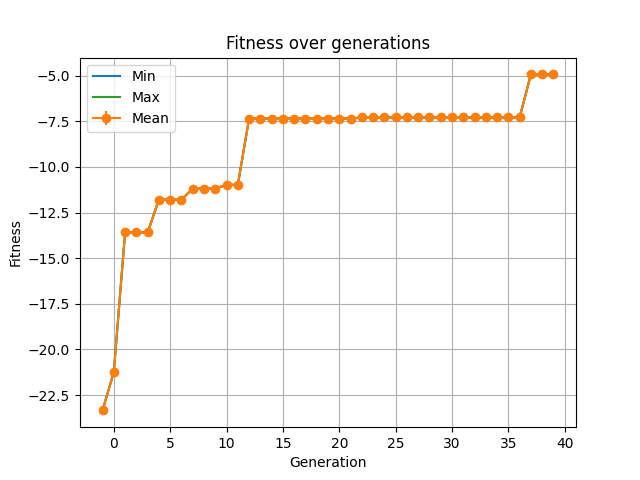 Fitness over generations
Min
Max
Mean
−5.0
−7.5
−10.0
−12.5
−15.0
−17.5
−20.0
−22.5
Fitness
0 5 10 15 20 25 30 35 40
Generation